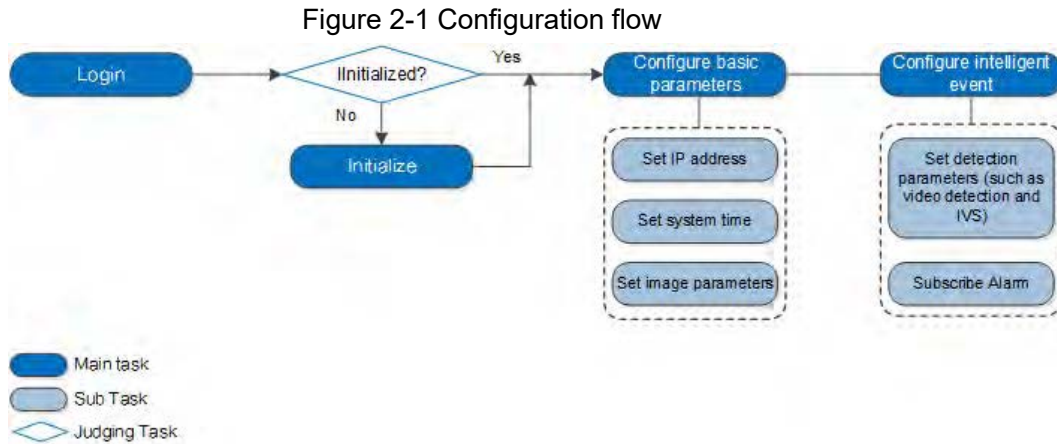 Figure 2-1 Configuration flow
Login
IInitialized?
Yes
No
Initialize
Configure basic
parameters
Set IP address
Set system time
Set image parameters
Configure intelligent
event
Set detection
parameters (such as
video detection and
IVS)
Subscribe Alarm
Main task
Sub Task
Judging Task